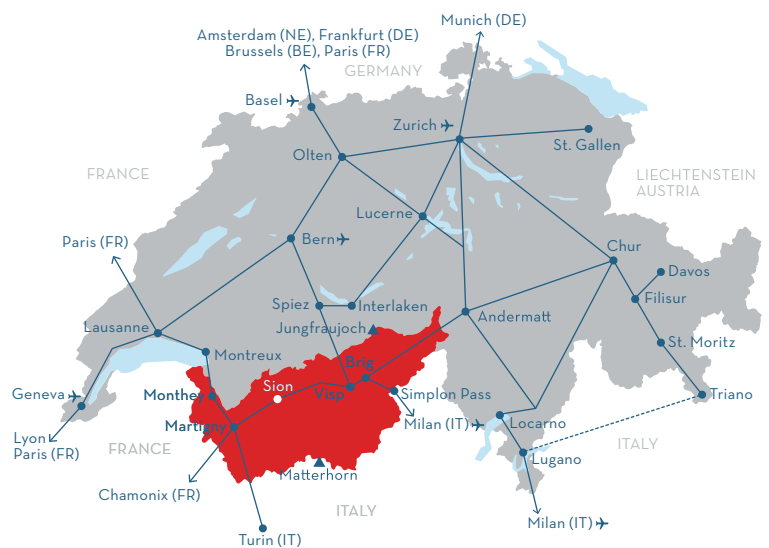 Munich (DE)
Amsterdam (NE), Frankfurt (DE)
Brussels (BE), Paris (FR)
GERMANY
Basel
Zurich
St. Gallen
Olten
FRANCE
LIECHTENSTEIN
AUSTRIA
Lucerne
Paris (FR)
Bern
Chur
Davos
Filisur
Spiez
Interlaken
Andermatt
Lausanne
Jungfraujoch
St. Moritz
Montreux
Brig
Geneva
Monthey
Sion
Visp
Simplon Pass
Triano
Martigny
Milan (IT)
Locarno
Lyon
Paris (FR)
FRANCE
ITALY
Lugano
Matterhorn
Chamonix (FR)
ITALY
Milan (IT)
Turin (IT)